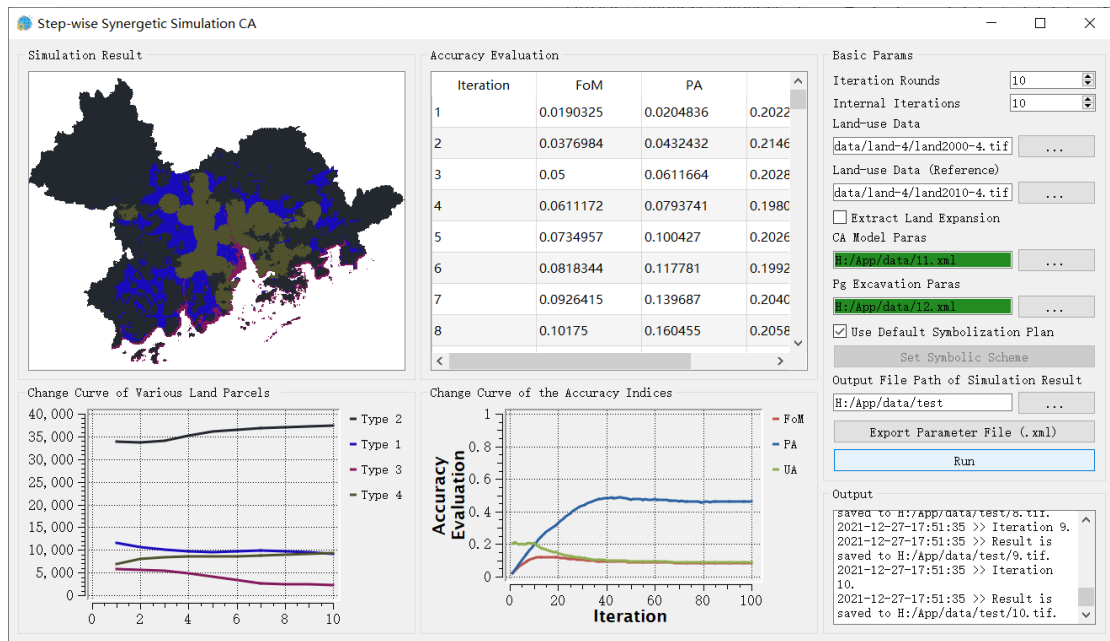 Step-wise Synergetic Simulation CA
Simulation Result
Accuracy Evaluation
Iteration FoM PA
1 0.0190325 0.0204836 0.2022
2 0.0376984 0.0432432 0.2146
3 0.05 0.0611664 0.2028
4 0.0611172 0.0793741 0.1980
5 0.0734957 0.100427 0.2026
6 0.0818344 0.117781 0.1992
7 0.0926415 0.139687 0.2040
8 0.10175 0.160455 0.2058
Basic Params
Iteration Rounds 10
Internal Iterations 10
Land-use Data
data/land-4/land2000-4.tif ...
Land-use Data (Reference)
data/land-4/land2010-4.tif ...
Extract Land Expansion
CA Model Paras
H:/App/data/11.xml ...
Pg Excavation Paras
H:/App/data/12.xml ...
Use Default Symbolization Plan
Set Symbolic Scheme
Output File Path of Simulation Result
H:/App/data/test ...
Export Parameter File (.xml)
Run
Change Curve of Various Land Parcels
40,000
35,000
30,000
25,000
20,000
15,000
10,000
5,000
0
0 2 4 6 8 10
Type 2
Type 1
Type 3
Type 4
Change Curve of the Accuracy Indices
Accuracy
Evaluation
1
0.8
0.6
0.4
0.2
0
0 20 40 60 80 100
Iteration
FoM
PA
UA
Output
saved to H:/App/data/test/8.tif.
2021-12-27-17:51:35 >> Iteration 9.
2021-12-27-17:51:35 >> Result is
saved to H:/App/data/test/9.tif.
2021-12-27-17:51:35 >> Iteration
10.
2021-12-27-17:51:35 >> Result is
saved to H:/App/data/test/10.tif.